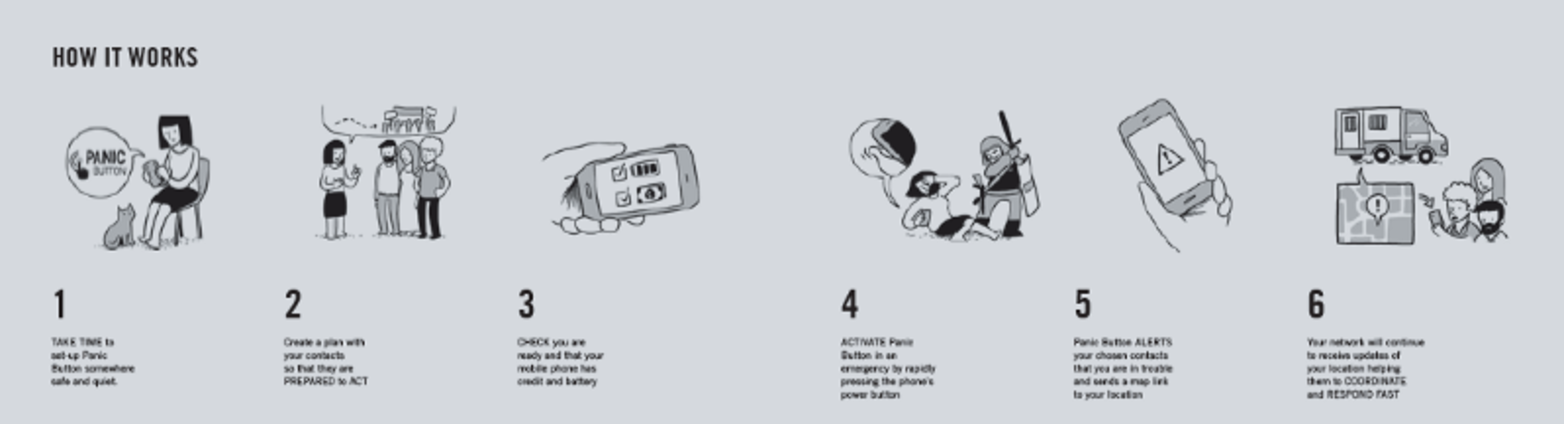 HOW IT WORKS
PANIC
BUTTON
1
TAKE TIME to
set-up Panic
Button somewhere
safe and quiet.
2
Create a plan with
your contacts
so that they are
PREPARED to ACT
3
CHECK you are
ready and that your
mobile phone has
credit and battery
4
ACTIVATE Panic
Button in an
emergency by rapidly
pressing the phone's
power button
5
Panic Button ALERTS
your chosen contacts
that you are in trouble
and sends a map link
to your location
6
Your network will continue
to receive updates of
your location helping
them to COORDINATE
and RESPOND FAST